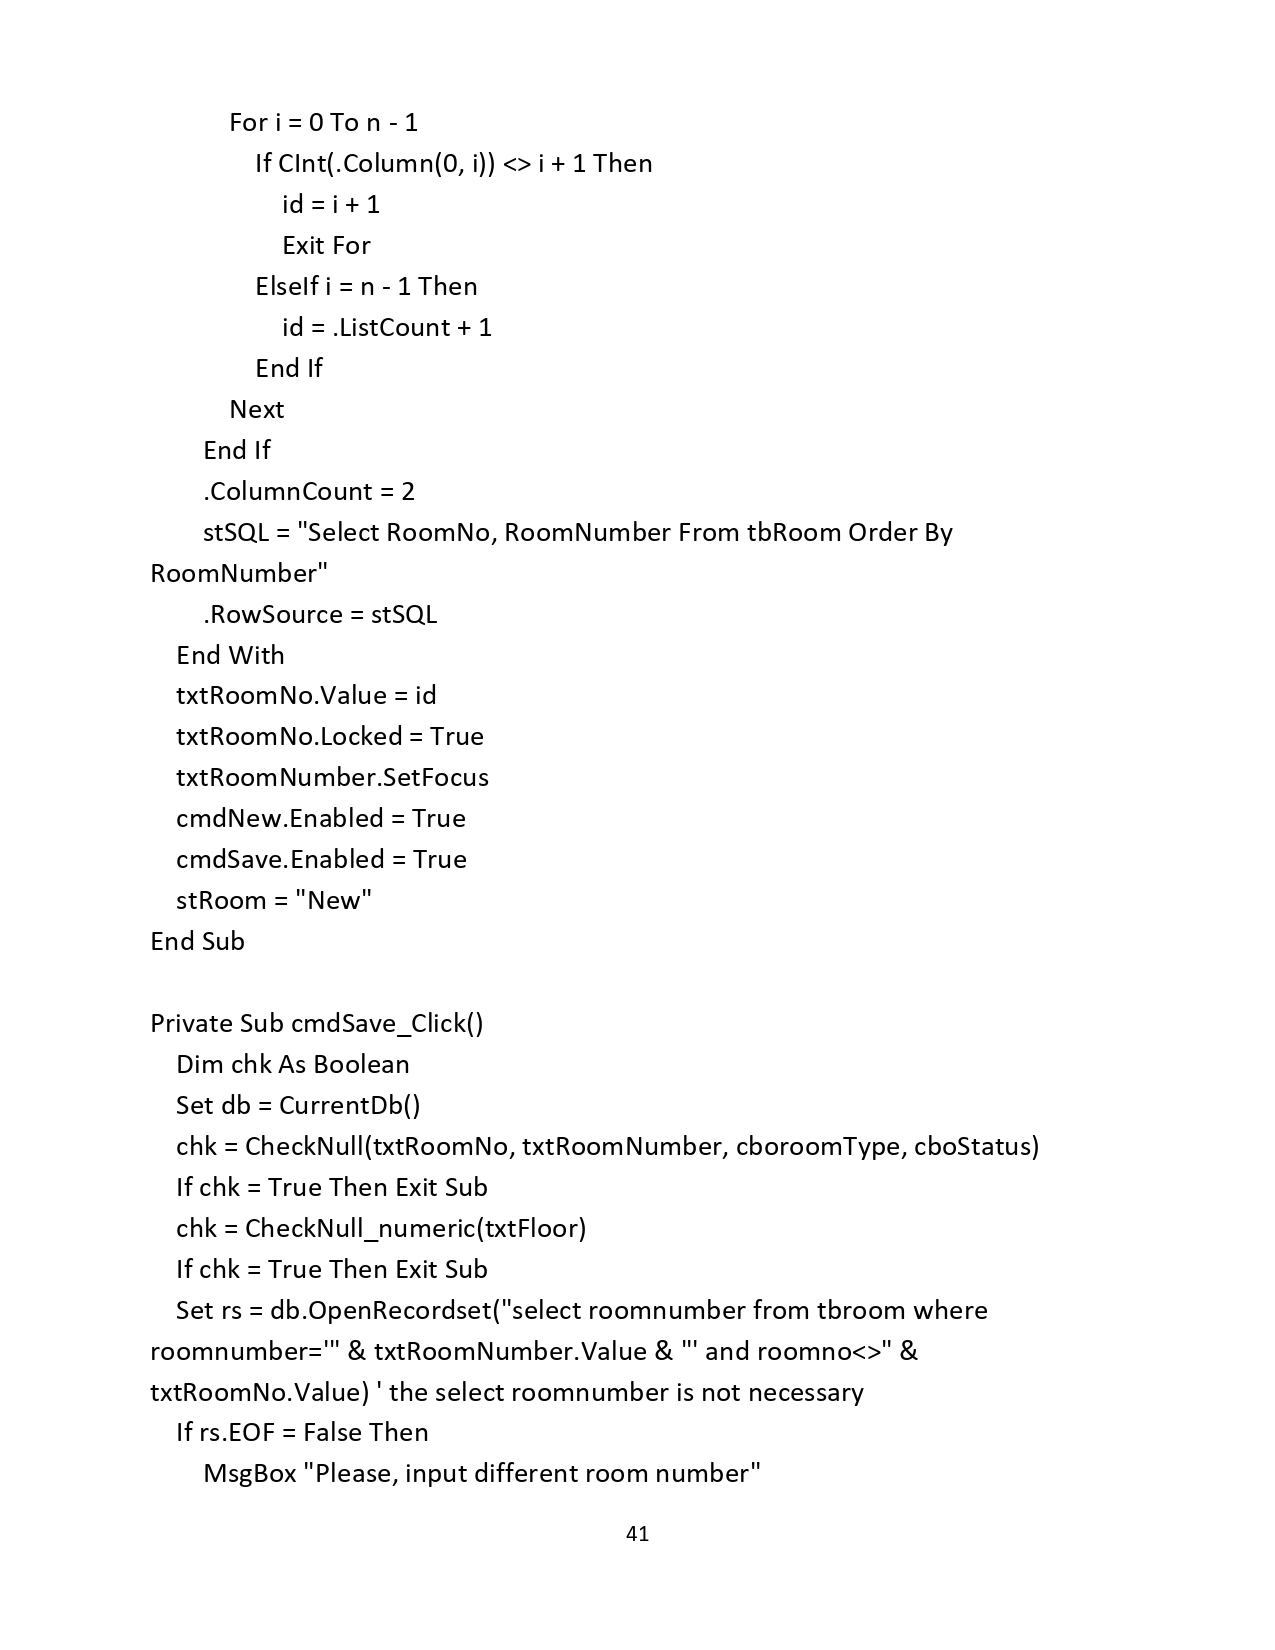 For i = 0 To n - 1
If CInt(.Column(0, i)) <> i + 1 Then
id = i + 1
Exit For
ElseIf i = n - 1 Then
id = .ListCount + 1
End If
Next
End If
.ColumnCount = 2
stSQL = "Select RoomNo, RoomNumber From tbRoom Order By
RoomNumber"
.RowSource = stSQL
End With
txtRoomNo.Value = id
txtRoomNo.Locked = True
txtRoomNumber.SetFocus
cmdNew.Enabled = True
cmdSave.Enabled = True
stRoom = "New"
End Sub
Private Sub cmdSave_Click()
Dim chk As Boolean
Set db = CurrentDb()
chk = CheckNull(txtRoomNo, txtRoomNumber, cboroomType, cboStatus)
If chk = True Then Exit Sub
chk = CheckNull_numeric(txtFloor)
If chk = True Then Exit Sub
Set rs = db.OpenRecordset("select roomnumber from tbroom where
roomnumber='" & txtRoomNumber.Value & "' and roomno<>" &
txtRoomNo.Value) ' the select roomnumber is not necessary
If rs.EOF = False Then
MsgBox "Please, input different room number"
41